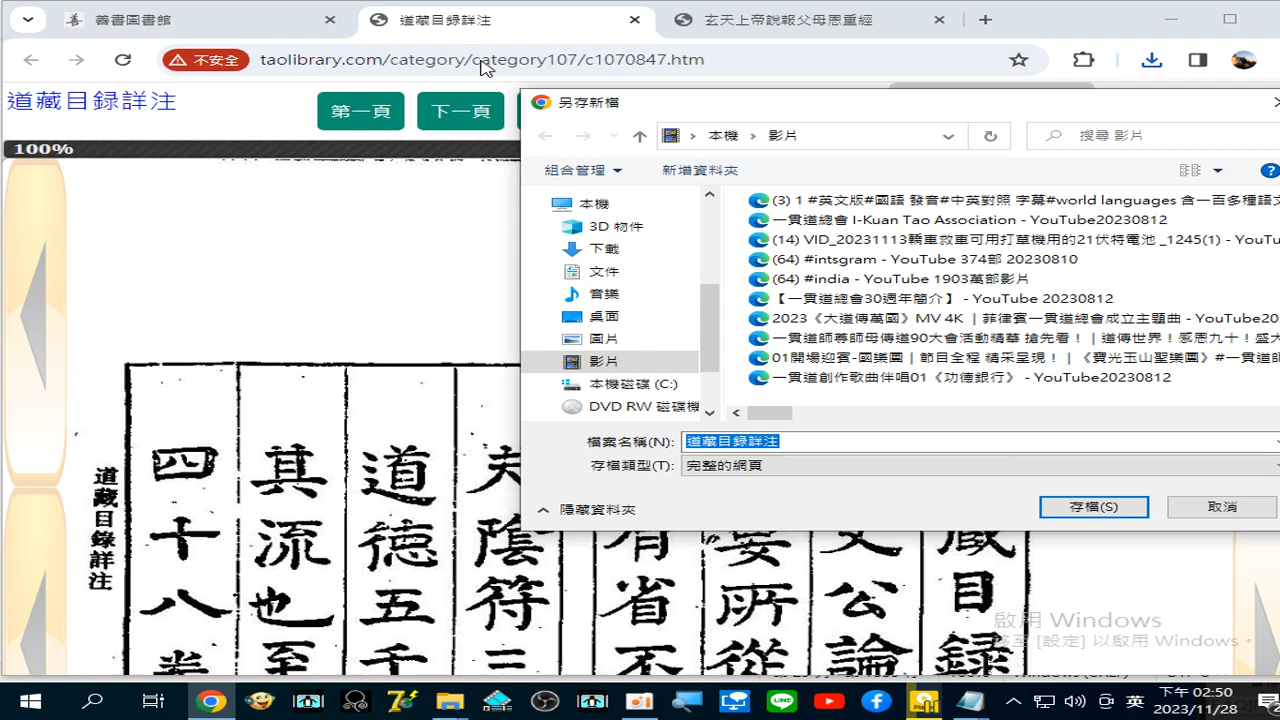 善書圖書館
道藏目録詳注
玄天上帝說報父母恩重經
不安全
taolibrary.com/category/category107/c1070847.htm
道藏目録詳注
第一頁
下一頁
100%
另存新檔
本機
影片
搜尋 影片
組合管理
新增資料夾
本機
3D 物件
下載
文件
音樂
桌面
圖片
影片
本機磁碟 (C:)
DVD RW 磁碟機
(3) 1 #英文版#國語 發音#中英對照 字幕#world languages 含一百多種語
一貫道總會 I-Kuan Tao Association - YouTube20230812
(14) VID_20231113轎車救車可用打草機用的21伏特電池 _1245(1) - YouTu
(64) #intsgram - YouTube 374部 20230810
(64) #india - YouTube 1903萬部影片
【一貫道總會30週年簡介】 - YouTube 20230812
2023《大道傳萬國》MV 4K | 菲律賓一貫道總會成立主題曲 - YouTube20
一貫道師尊師母傳道90大會活動精華 搶先看! | 道傳世界!感恩九十!盛大
01開場迎賓-國樂團 | 節目全程 精采呈現! | 《寶光玉山聖樂團》#一貫道
一貫道創作歌曲伴唱01《功德銀行》 - YouTube20231122
檔案名稱(N):
道藏目録詳注
存檔類型(T):
完整的網頁
隱藏資料夾
存檔(S)
取消
藏目録
文公論
要所從
有省不
夫陰符三
道德五千
其流也至
四十八卷
道藏目録詳注
啟用 Windows
移至 [設定] 以啟用 Windows。
英
下午 02:50
2023/11/28